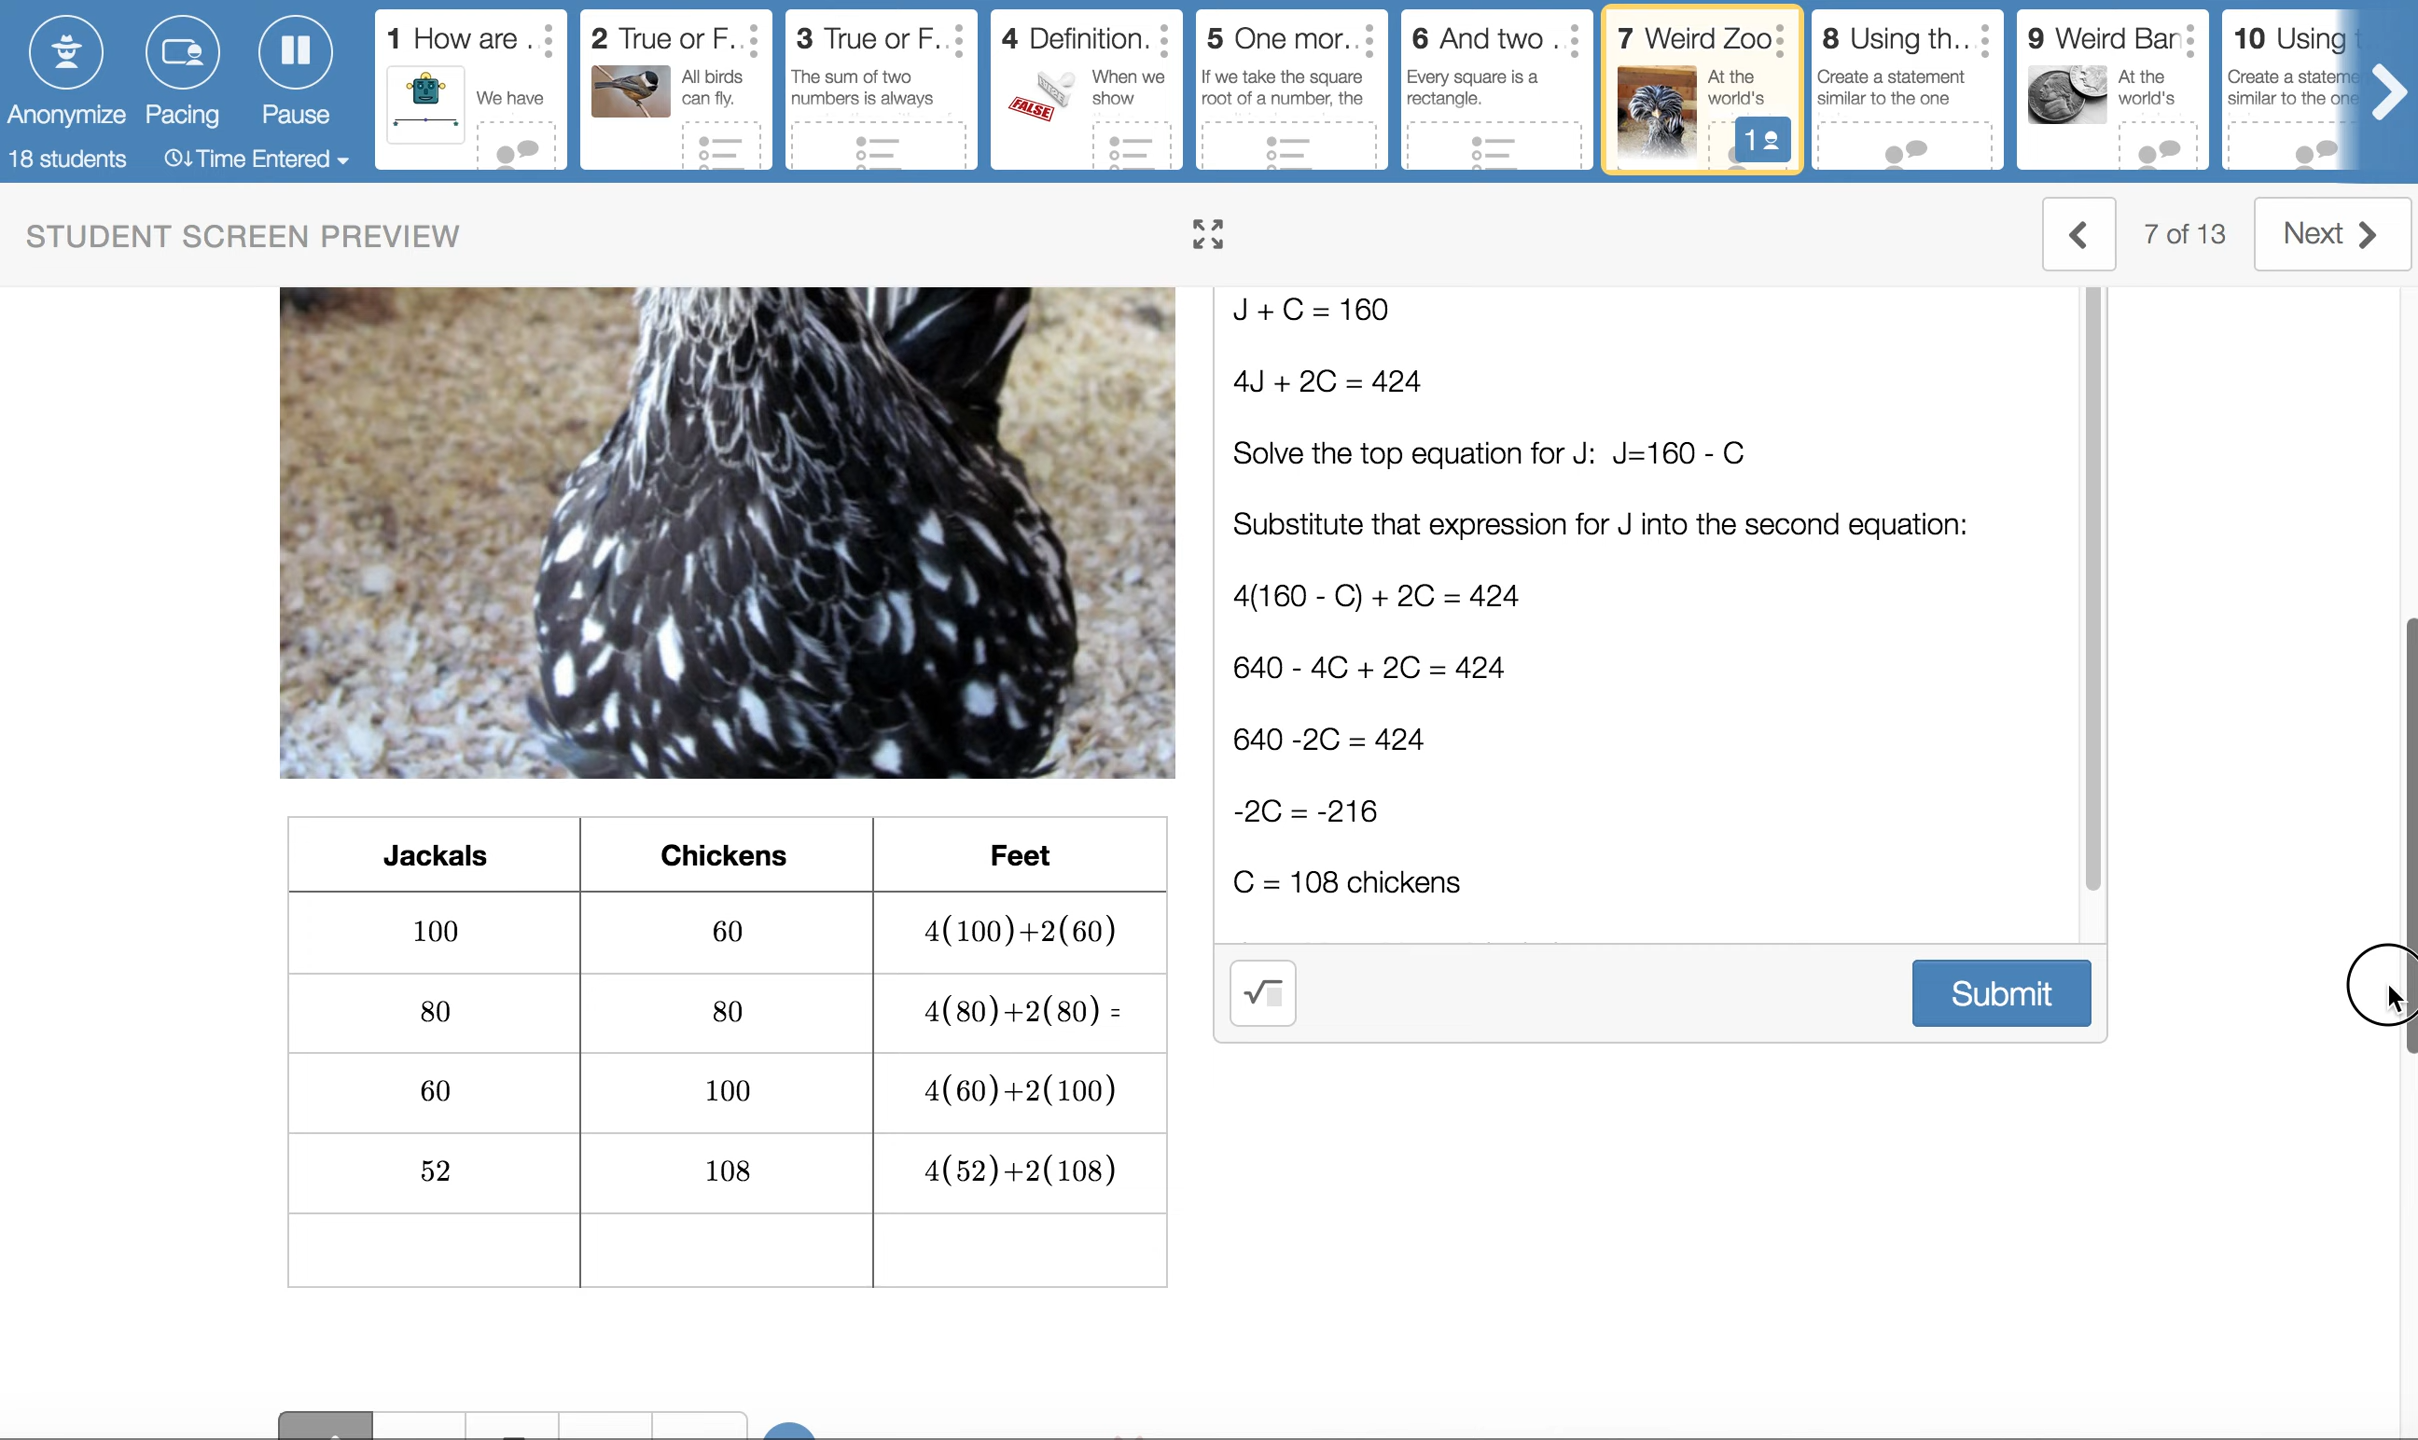 Anonymize
Pacing
Pause
18 students
Time Entered
1 How are ..
We have
2 True or F...
All birds
can fly.
3 True or F...
The sum of two
numbers is always
4 Definition.
FALSE
When we
show
5 One mor...
If we take the square
root of a number, the
6 And two ..
Every square is a
rectangle.
7 Weird Zoo
At the
world's
1
8 Using th...
Create a statement
similar to the one
9 Weird Ban
At the
world's
10 Using t
Create a stateme
similar to the one
STUDENT SCREEN PREVIEW
7 of 13
Next
J + C = 160
4J + 2C = 424
Solve the top equation for J:  J=160 - C
Substitute that expression for J into the second equation:
4(160 - C) + 2C = 424
640 - 4C + 2C = 424
640 -2C = 424
-2C = -216
C = 108 chickens
Submit
Jackals Chickens Feet
100 60 4(100)+2(60)
80 80 4(80)+2(80) =
60 100 4(60)+2(100)
52 108 4(52)+2(108)